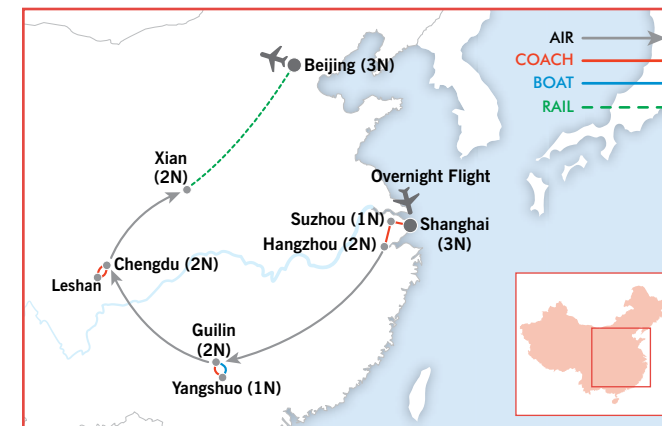 AIR
COACH
BOAT
RAIL
Beijing (3N)
Xian
(2N)
Overnight Flight
Suzhou (1N)
Shanghai
(3N)
Hangzhou (2N)
Chengdu (2N)
Leshan
Guilin
(2N)
Yangshuo (1N)